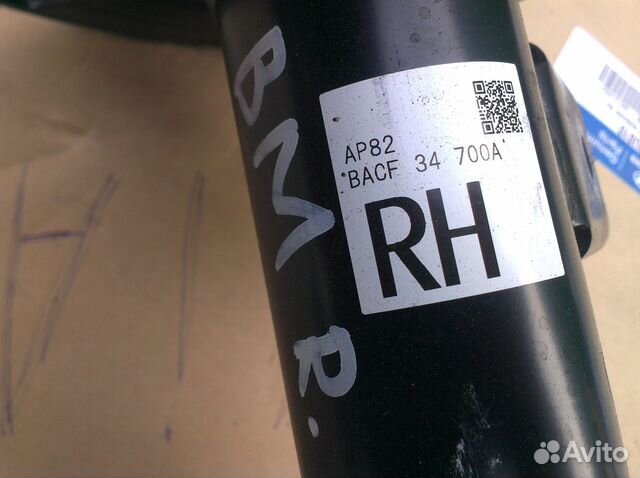 BM R.
AP82
BACF 34 700A
RH
Avito